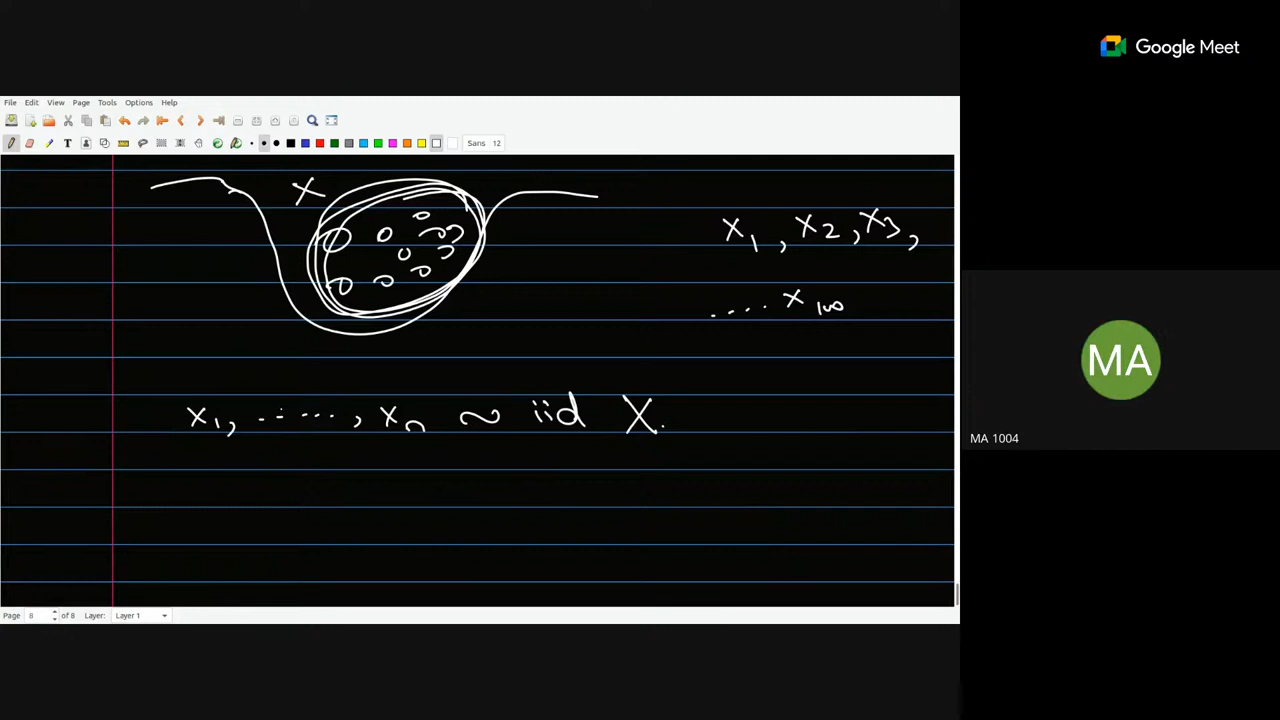 Google Meet
File Edit View Page Tools Options Help
T Sans 12
X
x1, x2, x3,
..... x100
x1, ......, xn ~ iid X.
MA
MA 1004
Page 8 of 8 Layer: Layer 1